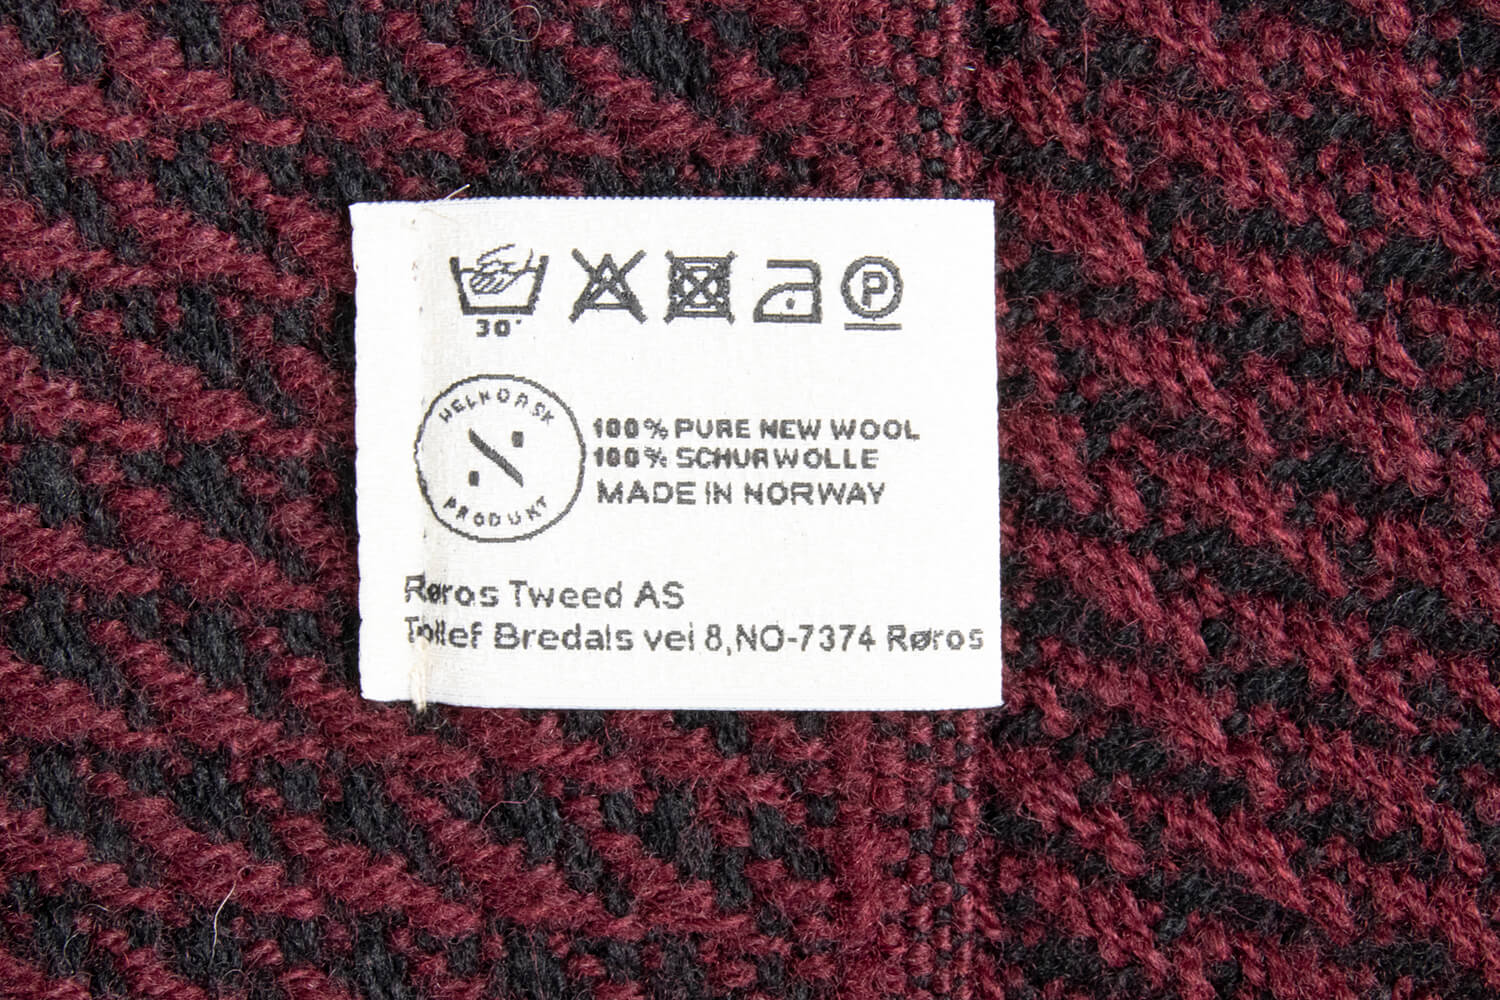 30°
P
HELNORSK
PRODUKT
100% PURE NEW WOOL
100% SCHURWOLLE
MADE IN NORWAY
Røros Tweed AS
Tollef Bredals vei 8,NO-7374 Røros